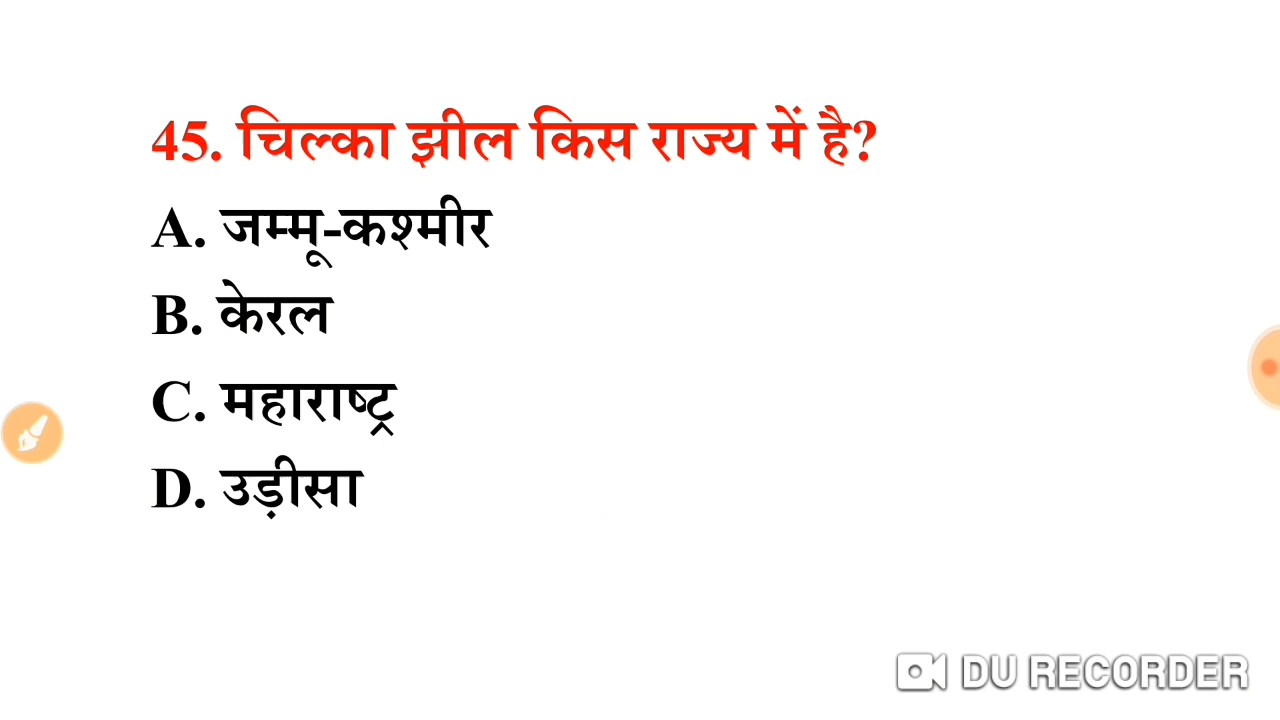 45. चिल्का झील किस राज्य में है?
A. जम्मू-कश्मीर
B. केरल
C. महाराष्ट्र
D. उड़ीसा
DU RECORDER